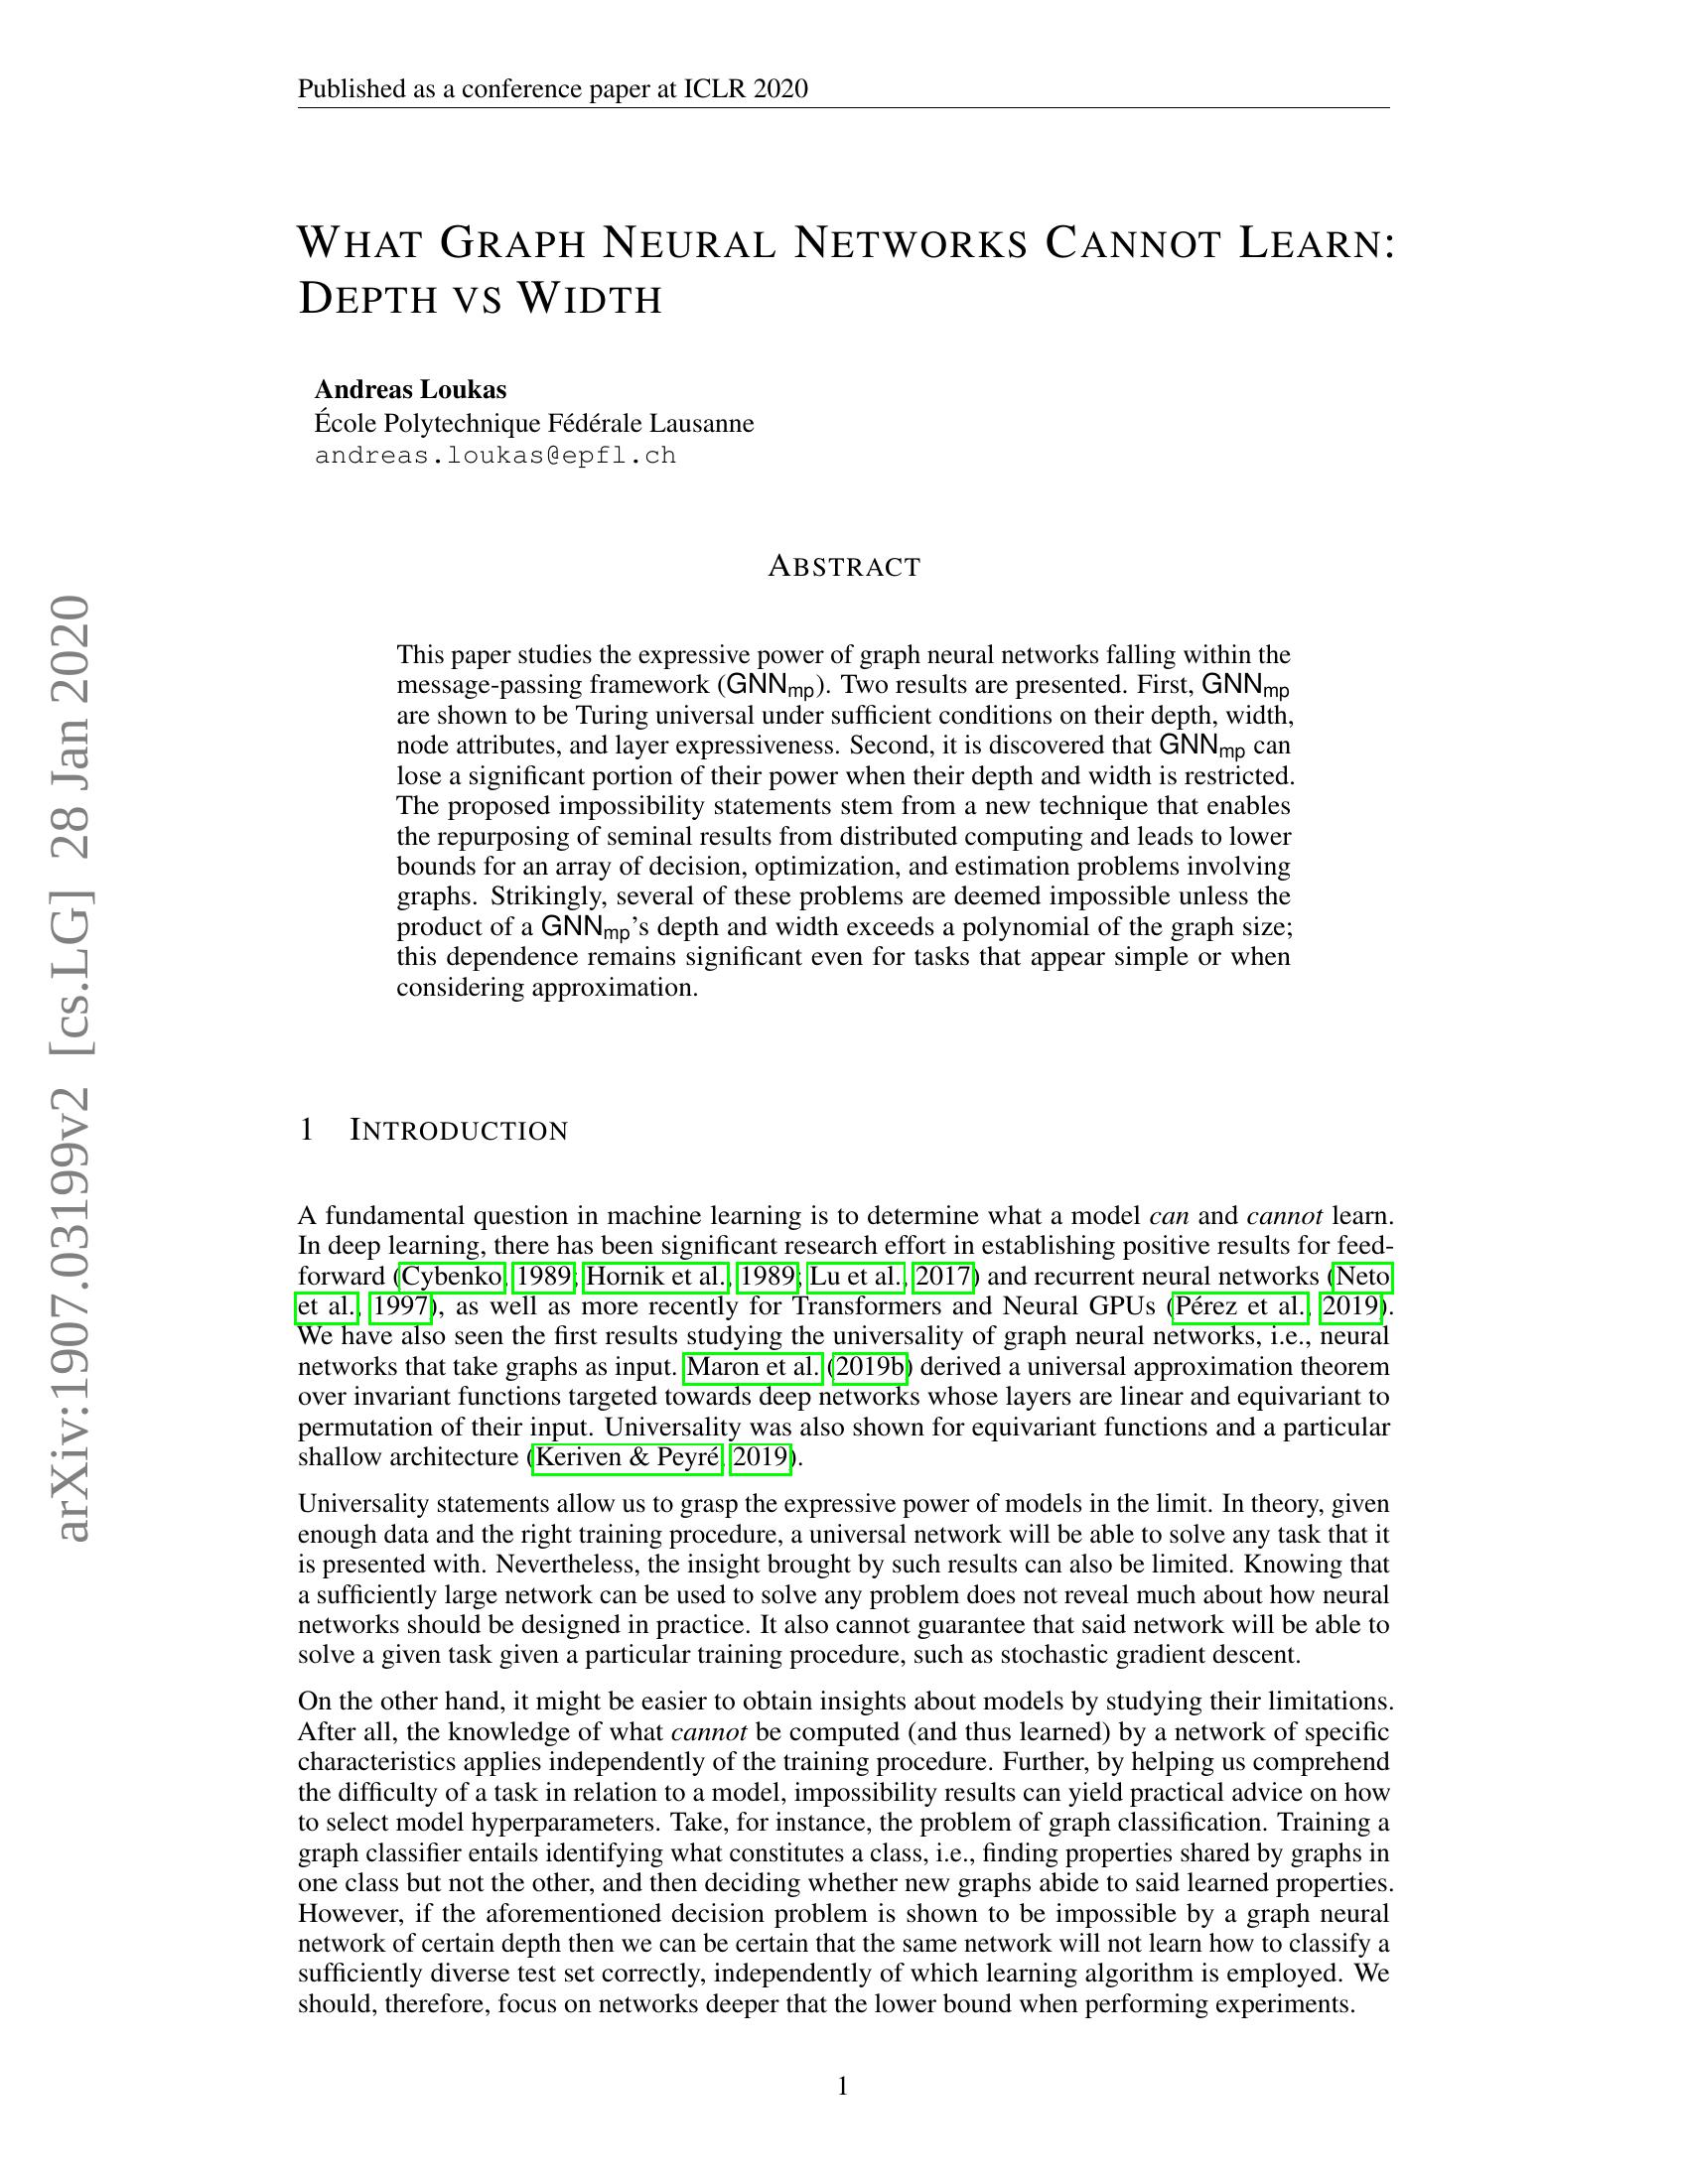 Published as a conference paper at ICLR 2020
WHAT GRAPH NEURAL NETWORKS CANNOT LEARN:
DEPTH VS WIDTH
Andreas Loukas
École Polytechnique Fédérale Lausanne
andreas.loukas@epfl.ch
ABSTRACT
This paper studies the expressive power of graph neural networks falling within the
message-passing framework (GNNmp). Two results are presented. First, GNNmp
are shown to be Turing universal under sufficient conditions on their depth, width,
node attributes, and layer expressiveness. Second, it is discovered that GNNmp can
lose a significant portion of their power when their depth and width is restricted.
The proposed impossibility statements stem from a new technique that enables
the repurposing of seminal results from distributed computing and leads to lower
bounds for an array of decision, optimization, and estimation problems involving
graphs. Strikingly, several of these problems are deemed impossible unless the
product of a GNNmp's depth and width exceeds a polynomial of the graph size;
this dependence remains significant even for tasks that appear simple or when
considering approximation.
1 INTRODUCTION
A fundamental question in machine learning is to determine what a model can and cannot learn.
In deep learning, there has been significant research effort in establishing positive results for feed-
forward (Cybenko, 1989; Hornik et al., 1989; Lu et al., 2017) and recurrent neural networks (Neto
et al., 1997), as well as more recently for Transformers and Neural GPUs (Pérez et al., 2019).
We have also seen the first results studying the universality of graph neural networks, i.e., neural
networks that take graphs as input. Maron et al. (2019b) derived a universal approximation theorem
over invariant functions targeted towards deep networks whose layers are linear and equivariant to
permutation of their input. Universality was also shown for equivariant functions and a particular
shallow architecture (Keriven & Peyré, 2019).
Universality statements allow us to grasp the expressive power of models in the limit. In theory, given
enough data and the right training procedure, a universal network will be able to solve any task that it
is presented with. Nevertheless, the insight brought by such results can also be limited. Knowing that
a sufficiently large network can be used to solve any problem does not reveal much about how neural
networks should be designed in practice. It also cannot guarantee that said network will be able to
solve a given task given a particular training procedure, such as stochastic gradient descent.
On the other hand, it might be easier to obtain insights about models by studying their limitations.
After all, the knowledge of what cannot be computed (and thus learned) by a network of specific
characteristics applies independently of the training procedure. Further, by helping us comprehend
the difficulty of a task in relation to a model, impossibility results can yield practical advice on how
to select model hyperparameters. Take, for instance, the problem of graph classification. Training a
graph classifier entails identifying what constitutes a class, i.e., finding properties shared by graphs in
one class but not the other, and then deciding whether new graphs abide to said learned properties.
However, if the aforementioned decision problem is shown to be impossible by a graph neural
network of certain depth then we can be certain that the same network will not learn how to classify a
sufficiently diverse test set correctly, independently of which learning algorithm is employed. We
should, therefore, focus on networks deeper that the lower bound when performing experiments.
1
arXiv:1907.03199v2 [cs.LG] 28 Jan 2020